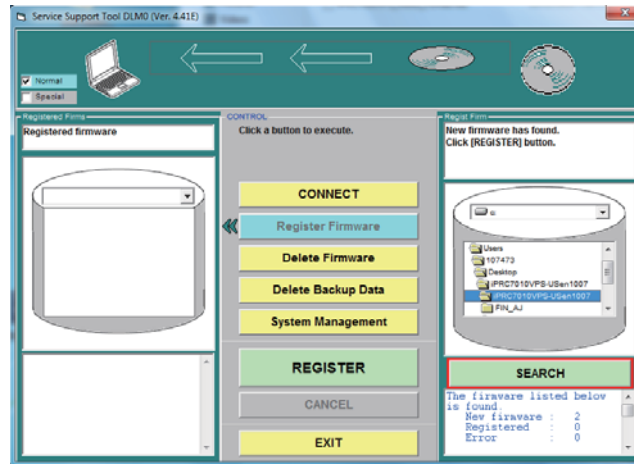 Service Support Tool DLM0 (Ver. 4.41E)
Normal
Special
Registered Firms
Registered firmware
CONTROL
Click a button to execute.
CONNECT
Register Firmware
Delete Firmware
Delete Backup Data
System Management
REGISTER
CANCEL
EXIT
Regist Firm
New firmware has found.
Click [REGISTER] button.
Users
107473
Desktop
iPRC7010VPS-USen1007
iPRC7010VPS-USen1007
FIN_AJ
SEARCH
The firmware listed below
is found.
New firmware : 2
Registered : 0
Error : 0